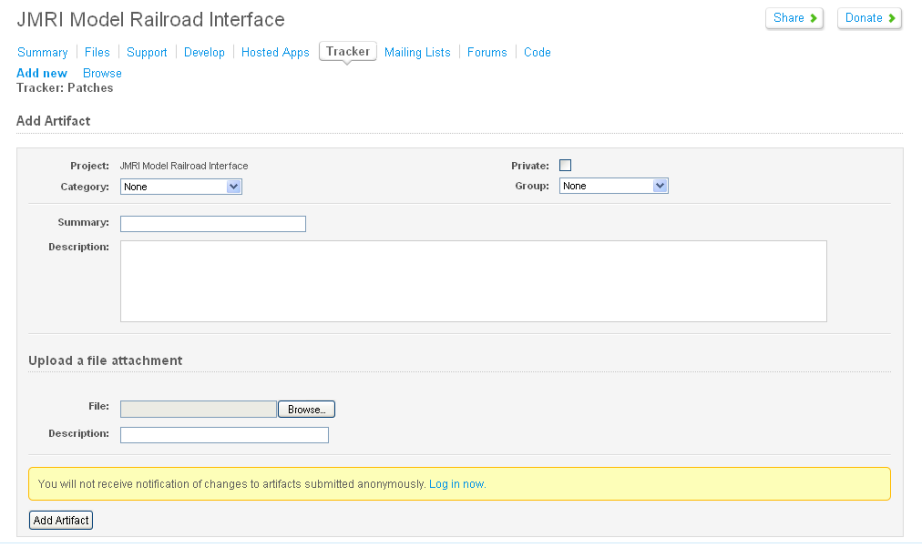 JMRI Model Railroad Interface
Share Donate
Summary Files Support Develop Hosted Apps Tracker Mailing Lists Forums Code
Add new Browse
Tracker: Patches
Add Artifact
Project: JMRI Model Railroad Interface Private:
Category: None Group: None
Summary:
Description:
Upload a file attachment
File: Browse...
Description:
You will not receive notification of changes to artifacts submitted anonymously. Log in now.
Add Artifact